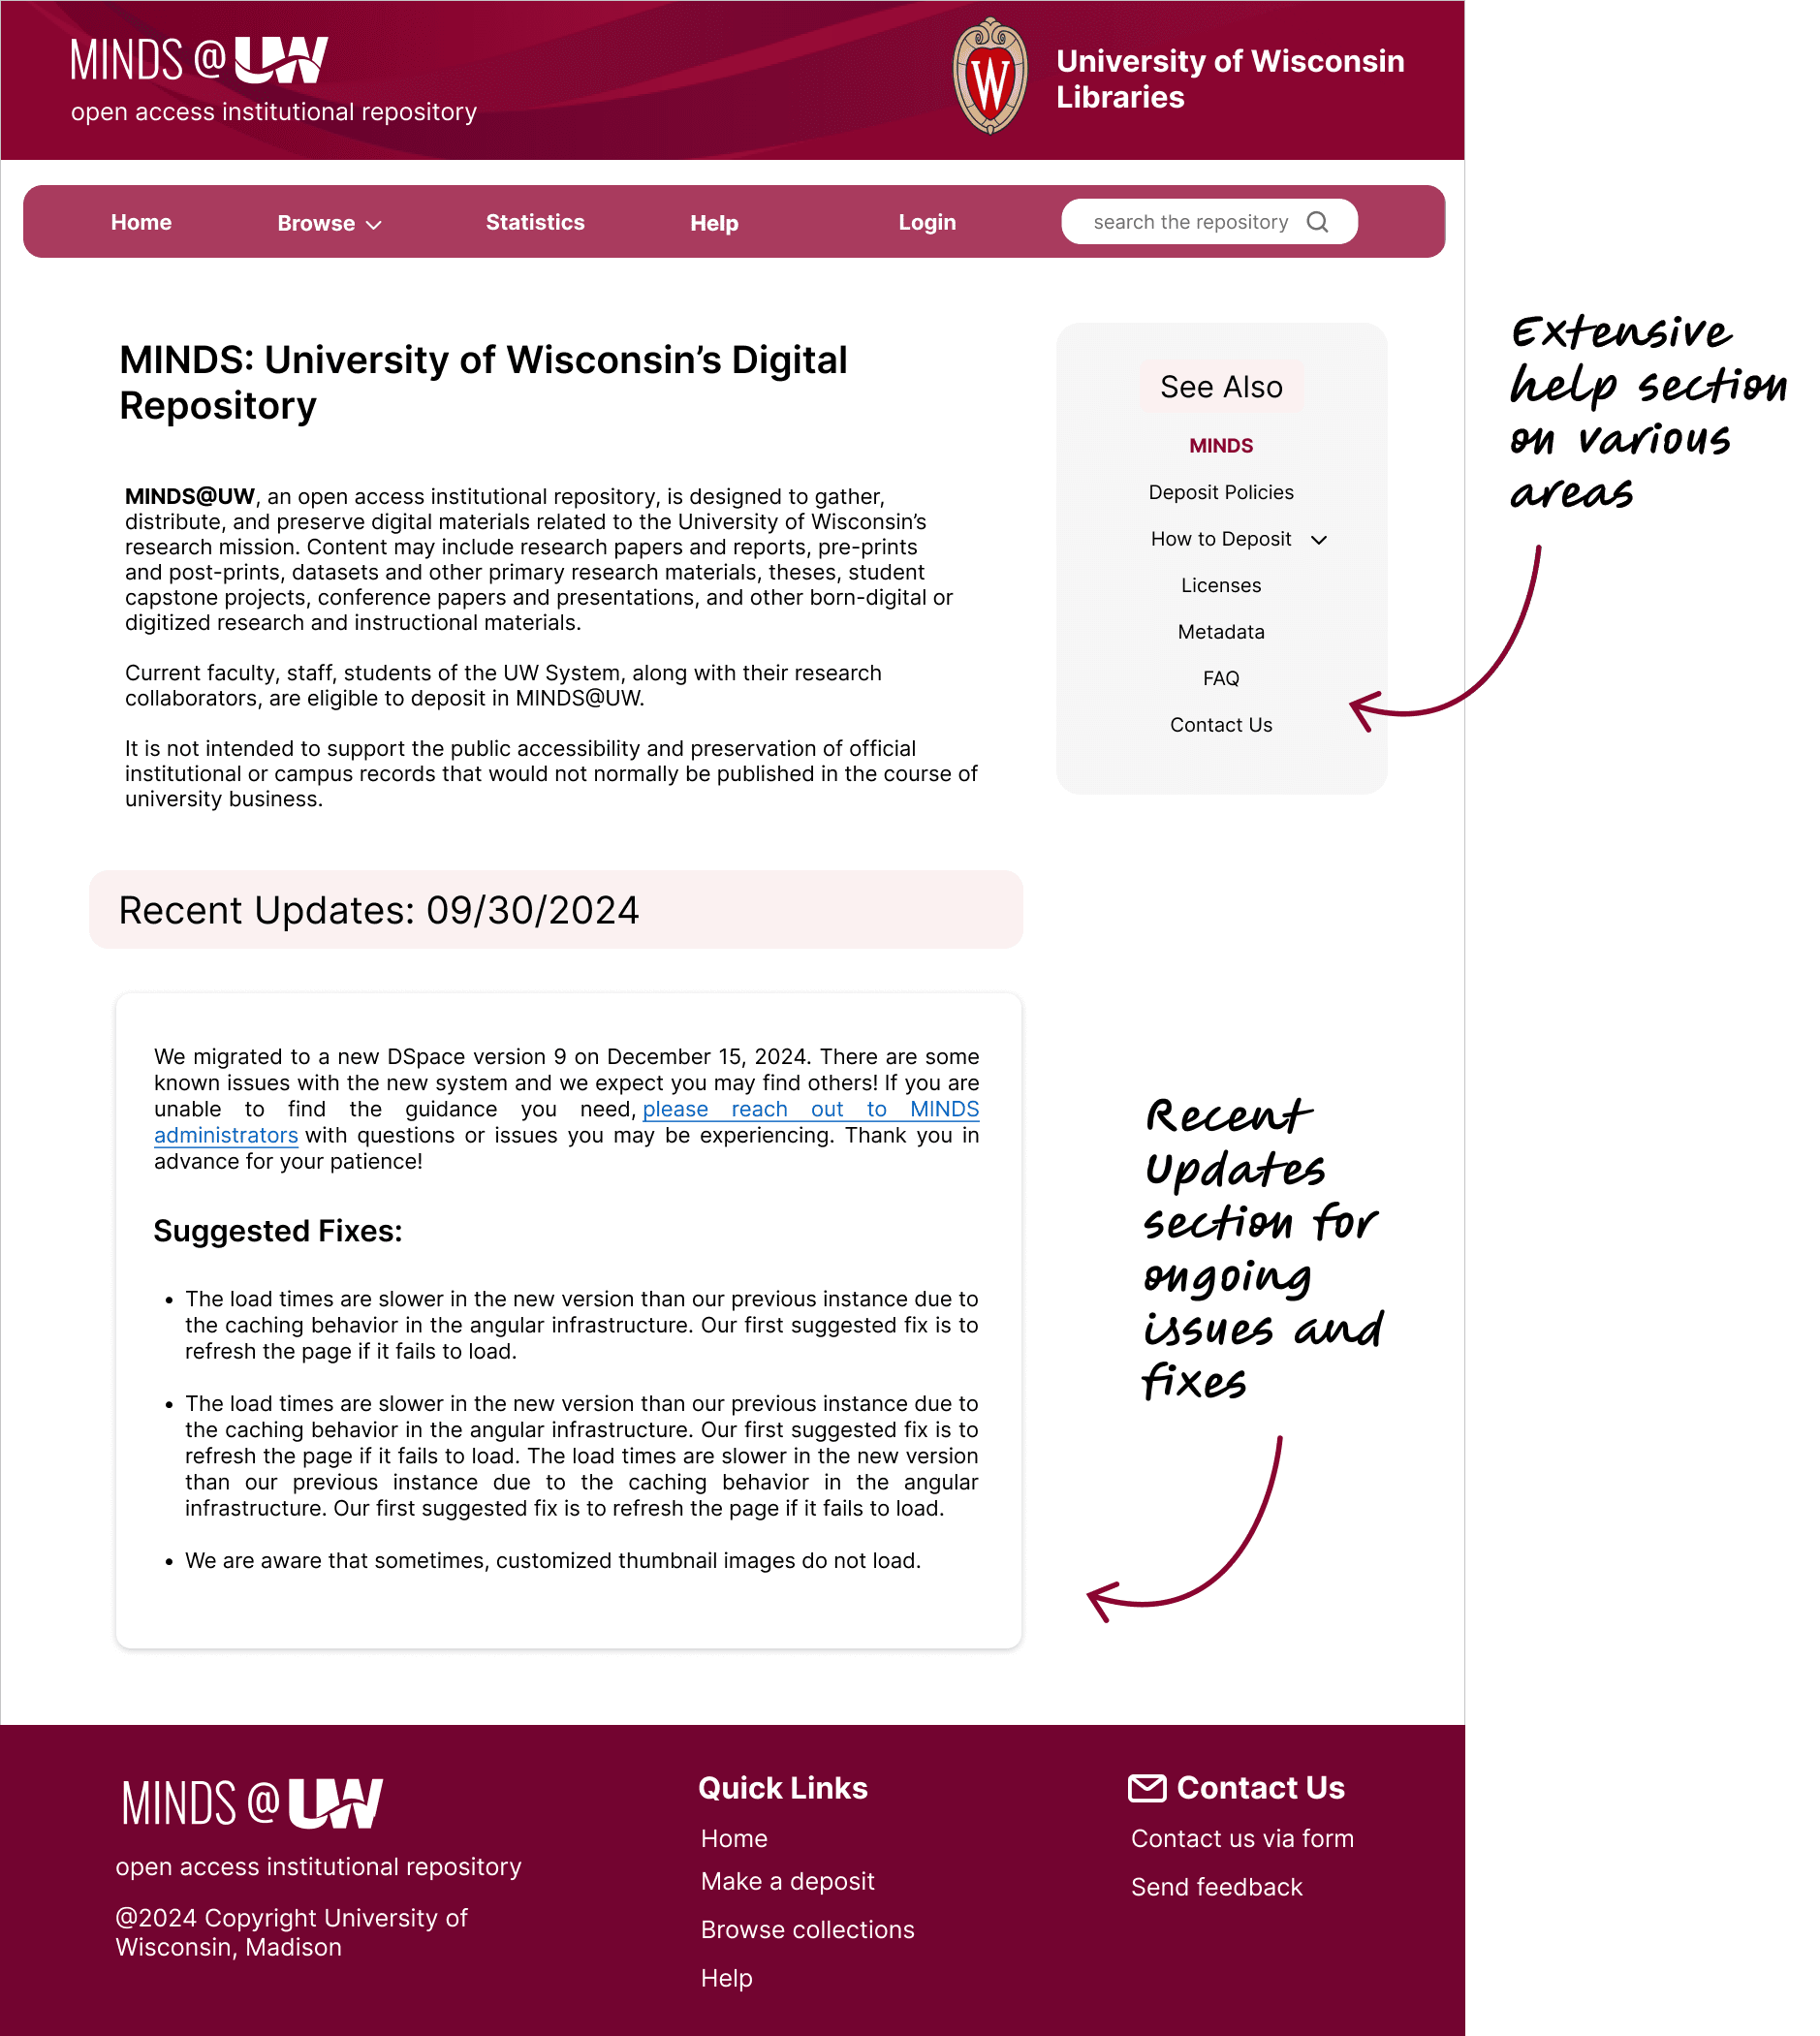 MINDS @ UW
open access institutional repository
University of Wisconsin
Libraries
Home
Browse
Statistics
Help
Login
search the repository
MINDS: University of Wisconsin’s Digital
Repository
MINDS@UW, an open access institutional repository, is designed to gather,
distribute, and preserve digital materials related to the University of Wisconsin’s
research mission. Content may include research papers and reports, pre-prints
and post-prints, datasets and other primary research materials, theses, student
capstone projects, conference papers and presentations, and other born-digital or
digitized research and instructional materials.
Current faculty, staff, students of the UW System, along with their research
collaborators, are eligible to deposit in MINDS@UW.
It is not intended to support the public accessibility and preservation of official
institutional or campus records that would not normally be published in the course of
university business.
See Also
MINDS
Deposit Policies
How to Deposit
Licenses
Metadata
FAQ
Contact Us
Extensive
help section
on various
areas
Recent Updates: 09/30/2024
We migrated to a new DSpace version 9 on December 15, 2024. There are some
known issues with the new system and we expect you may find others! If you are
unable to find the guidance you need, please reach out to MINDS
administrators with questions or issues you may be experiencing. Thank you in
advance for your patience!
Suggested Fixes:
• The load times are slower in the new version than our previous instance due to
the caching behavior in the angular infrastructure. Our first suggested fix is to
refresh the page if it fails to load.
• The load times are slower in the new version than our previous instance due to
the caching behavior in the angular infrastructure. Our first suggested fix is to
refresh the page if it fails to load. The load times are slower in the new version
than our previous instance due to the caching behavior in the angular
infrastructure. Our first suggested fix is to refresh the page if it fails to load.
• We are aware that sometimes, customized thumbnail images do not load.
Recent
Updates
section for
ongoing
issues and
fixes
MINDS @ UW
open access institutional repository
@2024 Copyright University of
Wisconsin, Madison
Quick Links
Home
Make a deposit
Browse collections
Help
Contact Us
Contact us via form
Send feedback